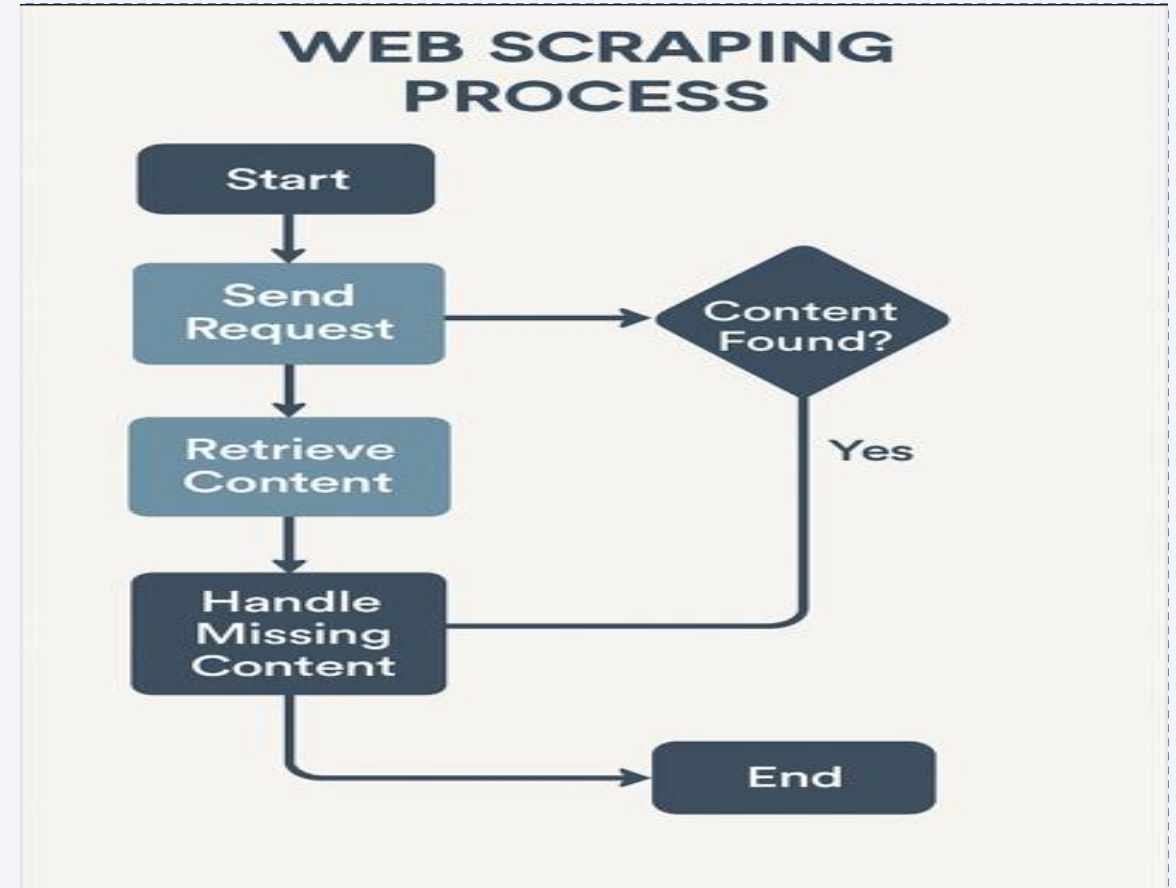 WEB SCRAPING
PROCESS
Start
Send
Request
Content
Found?
Yes
Retrieve
Content
Handle
Missing
Content
End